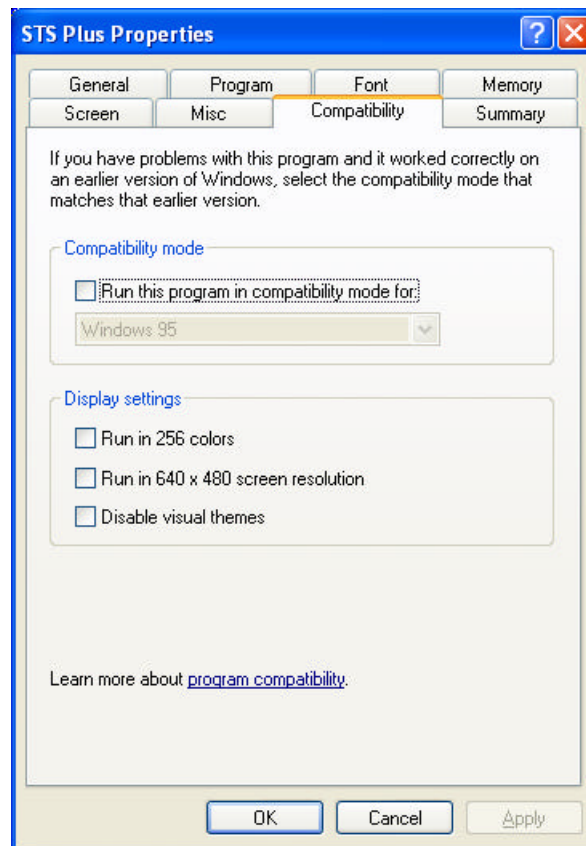 STS Plus Properties
General Program Font Memory
Screen Misc Compatibility Summary
If you have problems with this program and it worked correctly on
an earlier version of Windows, select the compatibility mode that
matches that earlier version.
Compatibility mode
Run this program in compatibility mode for:
Windows 95
Display settings
Run in 256 colors
Run in 640 x 480 screen resolution
Disable visual themes
Learn more about program compatibility.
OK Cancel Apply